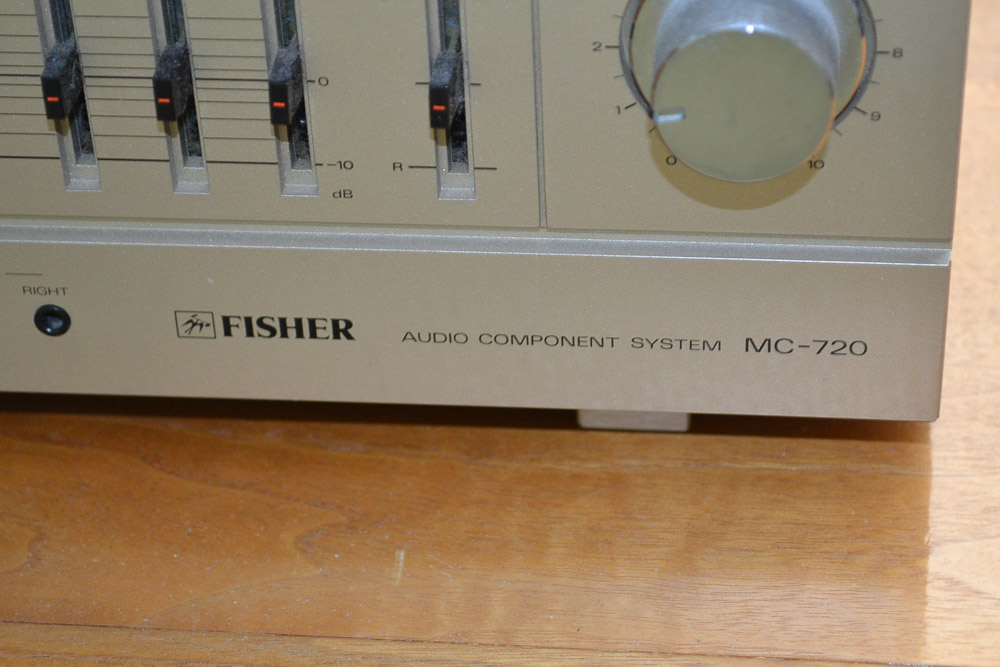 2
8
1
9
0
10
0
-10
dB
R
RIGHT
FISHER
AUDIO COMPONENT SYSTEM MC-720